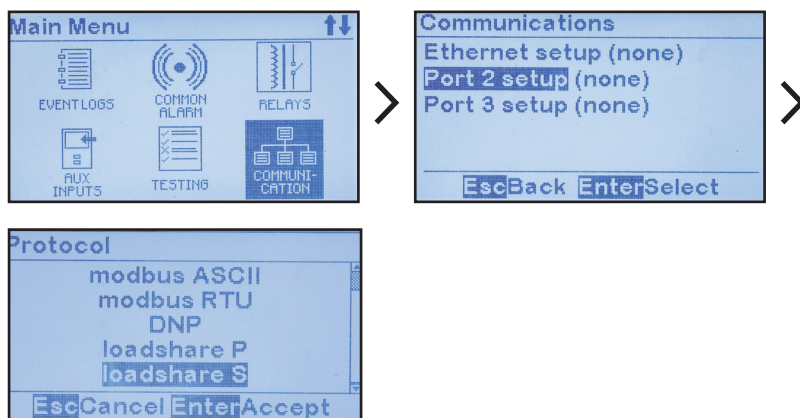 Main Menu
EVENT LOGS
COMMON
ALARM
RELAYS
AUX
INPUTS
TESTING
COMMUNI-
CATION
Communications
Ethernet setup (none)
Port 2 setup (none)
Port 3 setup (none)
Esc Back Enter Select
Protocol
modbus ASCII
modbus RTU
DNP
loadshare P
loadshare S
Esc Cancel Enter Accept